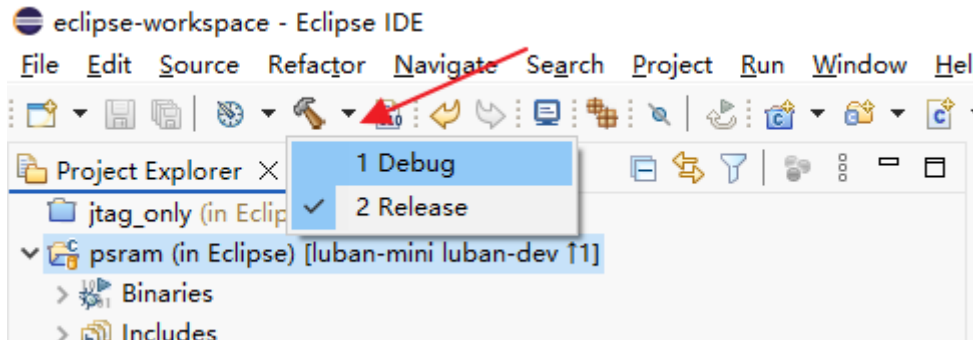 eclipse-workspace - Eclipse IDE
File Edit Source Refactor Navigate Search Project Run Window Hel
Project Explorer
1 Debug
jtag_only (in Eclip
2 Release
psram (in Eclipse) [luban-mini luban-dev ↑1]
Binaries
Includes